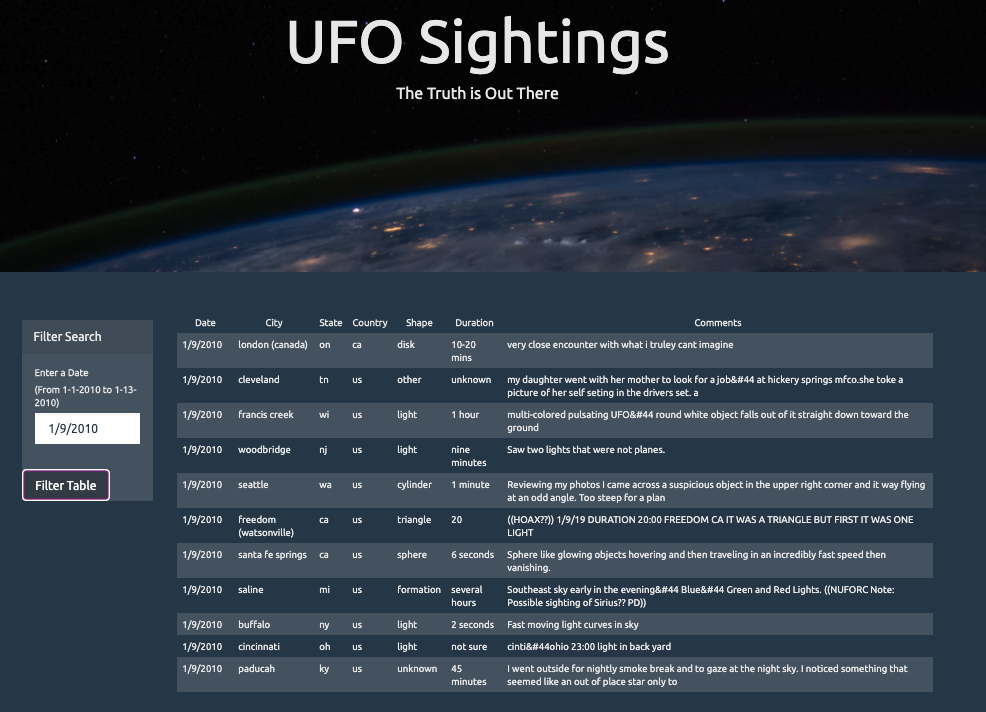 UFO Sightings
The Truth is Out There
Filter Search
Enter a Date
(From 1-1-2010 to 1-13-
2010)
1/9/2010
Filter Table
Date City State Country Shape Duration Comments
1/9/2010 london (canada) on ca disk 10-20 very close encounter with what i truley cant imagine
mins
1/9/2010 cleveland tn us other unknown my daughter went with her mother to look for a job&#44 at hickery springs mfco.she toke a
picture of her self seting in the drivers set. a
1/9/2010 francis creek wi us light 1 hour multi-colored pulsating UFO&#44 round white object falls out of it straight down toward the
ground
1/9/2010 woodbridge nj us light nine Saw two lights that were not planes.
minutes
1/9/2010 seattle wa us cylinder 1 minute Reviewing my photos I came across a suspicious object in the upper right corner and it way flying
at an odd angle. Too steep for a plan
1/9/2010 freedom ca us triangle 20 ((HOAX??)) 1/9/19 DURATION 20:00 FREEDOM CA IT WAS A TRIANGLE BUT FIRST IT WAS ONE
(watsonville) LIGHT
1/9/2010 santa fe springs ca us sphere 6 seconds Sphere like glowing objects hovering and then traveling in an incredibly fast speed then
vanishing.
1/9/2010 saline mi us formation several Southeast sky early in the evening&#44 Blue&#44 Green and Red Lights. ((NUFORC Note:
hours Possible sighting of Sirius?? PD))
1/9/2010 buffalo ny us light 2 seconds Fast moving light curves in sky
1/9/2010 cincinnati oh us light not sure cinti&#44ohio 23:00 light in back yard
1/9/2010 paducah ky us unknown 45 I went outside for nightly smoke break and to gaze at the night sky. I noticed something that
minutes seemed like an out of place star only to